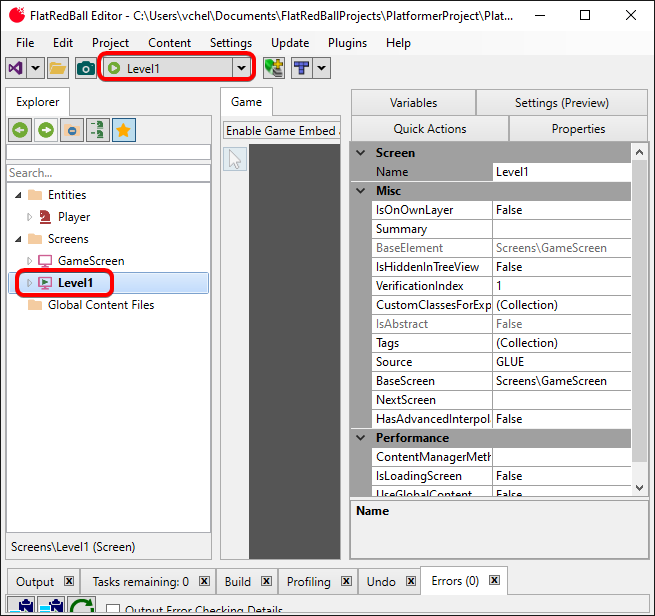 FlatRedBall Editor - C:\Users\vchel\Documents\FlatRedBallProjects\PlatformerProject\Plat...
File Edit Project Content Settings Update Plugins Help
Level1
Explorer
Search...
Entities
Player
Screens
GameScreen
Level1
Global Content Files
Screens\Level1 (Screen)
Game
Enable Game Embed
Variables Settings (Preview)
Quick Actions Properties
Screen
Name Level1
Misc
IsOnOwnLayer False
Summary
BaseElement Screens\GameScreen
IsHiddenInTreeView False
VerificationIndex 1
CustomClassesForExp (Collection)
IsAbstract False
Tags (Collection)
Source GLUE
BaseScreen Screens\GameScreen
NextScreen
HasAdvancedInterpol False
Performance
ContentManagerMeth
IsLoadingScreen False
UseGlobalContent False
Name
Output Tasks remaining: 0 Build Profiling Undo Errors (0)
Output Error Checking Details